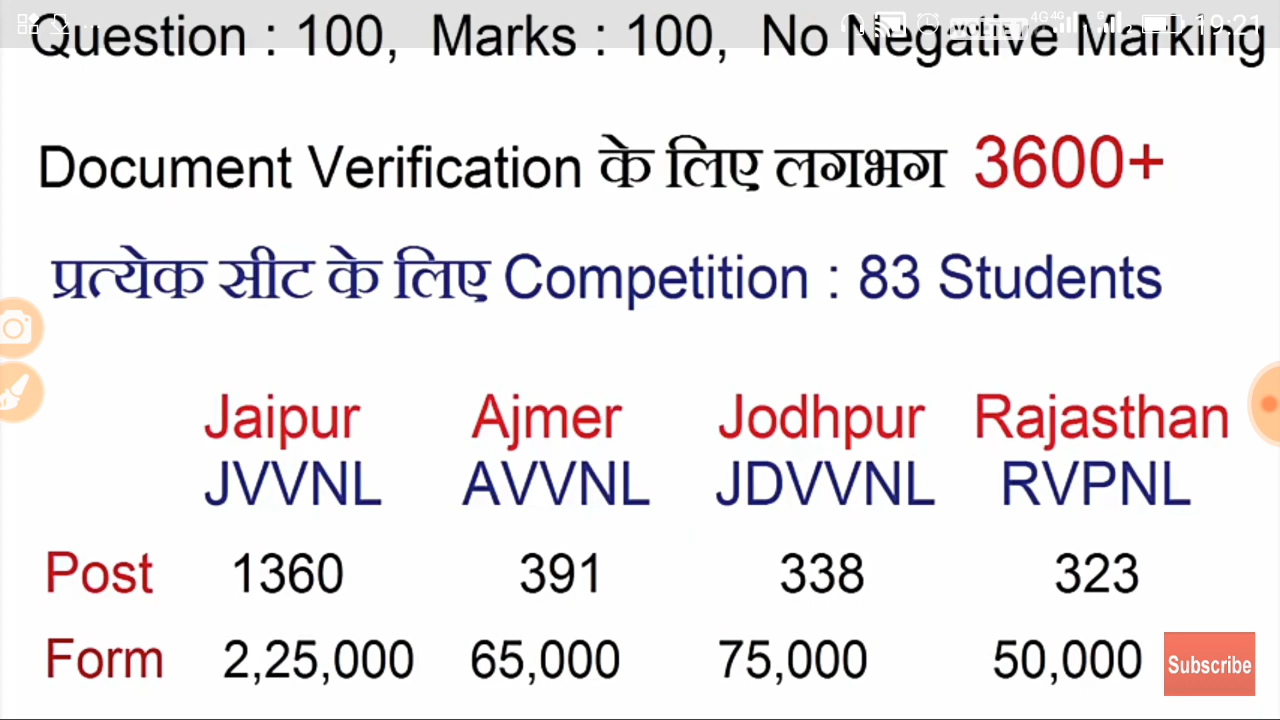 19:21
Question : 100, Marks : 100, No Negative Marking
Document Verification के लिए लगभग 3600+
प्रत्येक सीट के लिए Competition : 83 Students
Jaipur Ajmer Jodhpur Rajasthan
JVVNL AVVNL JDVVNL RVPNL
Post 1360 391 338 323
Form 2,25,000 65,000 75,000 50,000
Subscribe